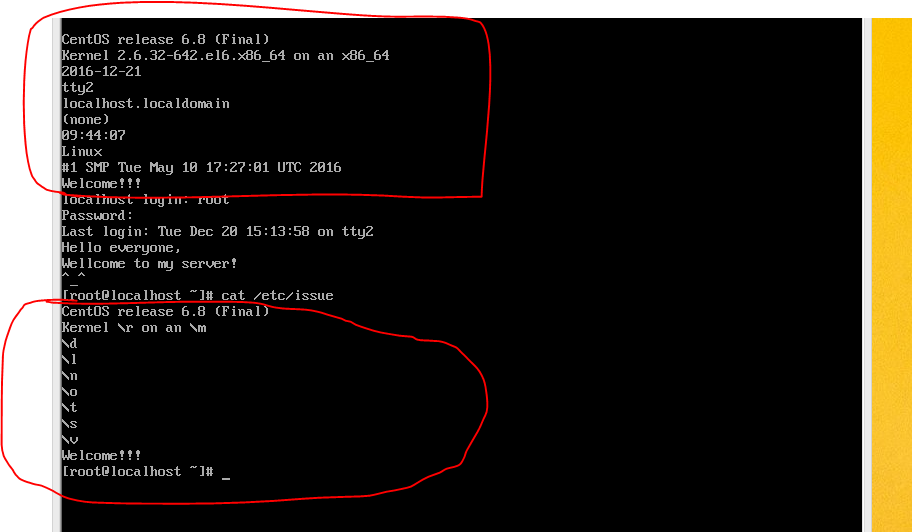 CentOS release 6.8 (Final)
Kernel 2.6.32-642.el6.x86_64 on an x86_64
2016-12-21
tty2
localhost.localdomain
(none)
09:44:07
Linux
#1 SMP Tue May 10 17:27:01 UTC 2016
Welcome!!!
localhost login: root
Password:
Last login: Tue Dec 20 15:13:58 on tty2
Hello everyone,
Wellcome to my server!
^_^
[root@localhost ~]# cat /etc/issue
CentOS release 6.8 (Final)
Kernel \r on an \m
\d
\l
\n
\o
\t
\s
\v
Welcome!!!
[root@localhost ~]# _